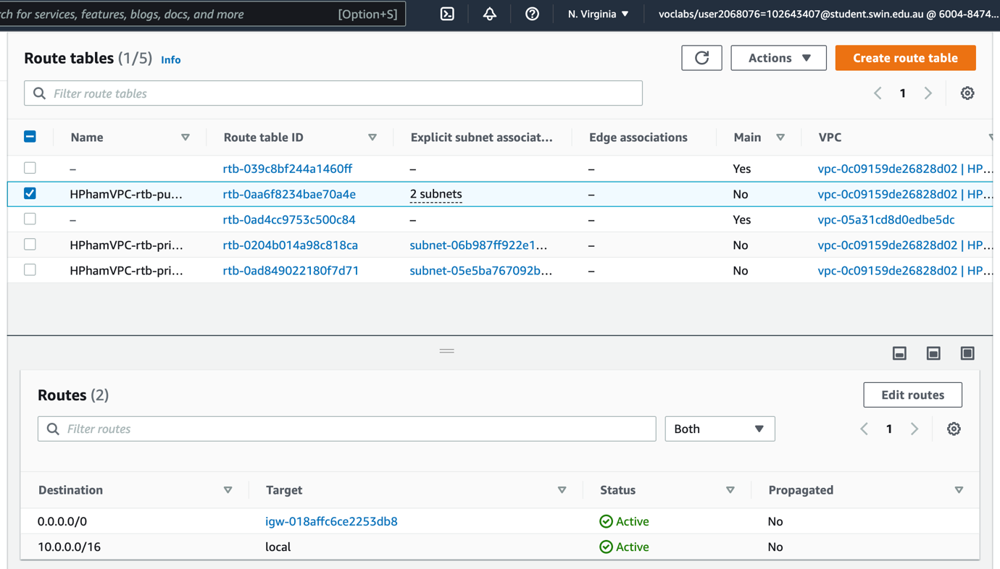 ch for services, features, blogs, docs, and more [Option+S] N. Virginia ▼ voclabs/user2068076=102643407@student.swin.edu.au @ 6004-8474...
Route tables (1/5) Info Actions ▼ Create route table
Filter route tables 1
Name Route table ID Explicit subnet associat... Edge associations Main VPC
– rtb-039c8bf244a1460ff – – Yes vpc-0c09159de26828d02 | HP...
HPhamVPC-rtb-pu... rtb-0aa6f8234bae70a4e 2 subnets – No vpc-0c09159de26828d02 | HP...
– rtb-0ad4cc9753c500c84 – – Yes vpc-05a31cd8d0edbe5dc
HPhamVPC-rtb-pri... rtb-0204b014a98c818ca subnet-06b987ff922e1... – No vpc-0c09159de26828d02 | HP...
HPhamVPC-rtb-pri... rtb-0ad849022180f7d71 subnet-05e5ba767092b... – No vpc-0c09159de26828d02 | HP...
Routes (2) Edit routes
Filter routes Both ▼ 1
Destination Target Status Propagated
0.0.0.0/0 igw-018affc6ce2253db8 Active No
10.0.0.0/16 local Active No